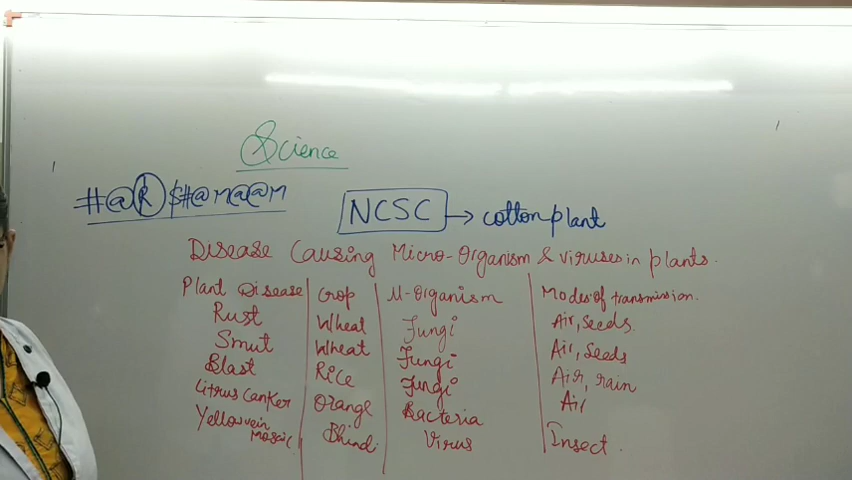 Science
#@R$#@M@@M
NCSC → cotton plant
Disease Causing Micro-Organism & viruses in plants.
Plant Disease Crop M-Organism Modes of transmission.
Rust Wheat Fungi Air, Seeds.
Smut Wheat Fungi Air, Seeds
Blast Rice Fungi Air, rain
Citrus canker Orange Bacteria Air
Yellow vein Mosaic Bhindi Virus Insect.